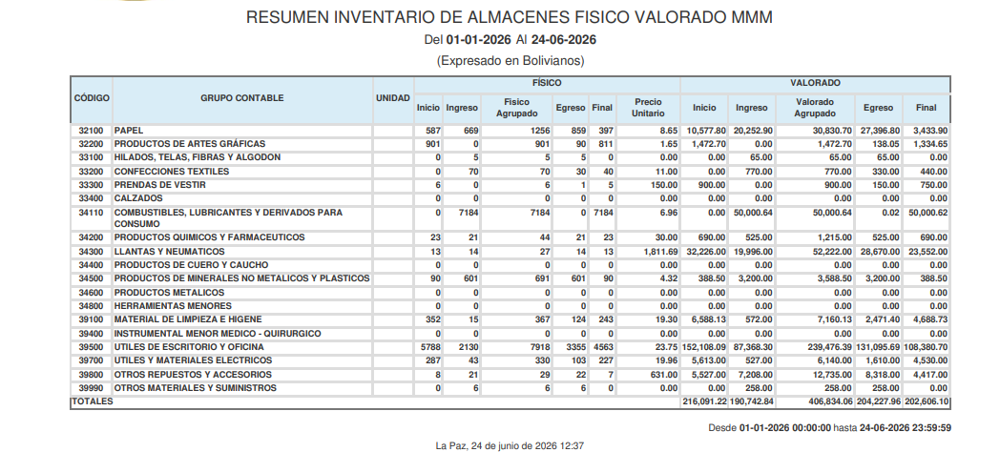 RESUMEN INVENTARIO DE ALMACENES FISICO VALORADO MMM
Del 01-01-2026 Al 24-06-2026
(Expresado en Bolivianos)
CÓDIGO GRUPO CONTABLE UNIDAD FÍSICO VALORADO
Inicio Ingreso Fisico Agrupado Egreso Final Precio Unitario Inicio Ingreso Valorado Agrupado Egreso Final
32100 PAPEL 587 669 1256 859 397 8.65 10,577.80 20,252.90 30,830.70 27,396.80 3,433.90
32200 PRODUCTOS DE ARTES GRÁFICAS 901 0 901 90 811 1.65 1,472.70 0.00 1,472.70 138.05 1,334.65
33100 HILADOS, TELAS, FIBRAS Y ALGODON 0 5 5 5 0 0.00 0.00 65.00 65.00 65.00 0.00
33200 CONFECCIONES TEXTILES 0 70 70 30 40 11.00 0.00 770.00 770.00 330.00 440.00
33300 PRENDAS DE VESTIR 6 0 6 1 5 150.00 900.00 0.00 900.00 150.00 750.00
33400 CALZADOS 0 0 0 0 0 0.00 0.00 0.00 0.00 0.00 0.00
34110 COMBUSTIBLES, LUBRICANTES Y DERIVADOS PARA 0 7184 7184 0 7184 6.96 0.00 50,000.64 50,000.64 0.02 50,000.62
CONSUMO
34200 PRODUCTOS QUIMICOS Y FARMACEUTICOS 23 21 44 21 23 30.00 690.00 525.00 1,215.00 525.00 690.00
34300 LLANTAS Y NEUMATICOS 13 14 27 14 13 1,811.69 32,226.00 19,996.00 52,222.00 28,670.00 23,552.00
34400 PRODUCTOS DE CUERO Y CAUCHO 0 0 0 0 0 0.00 0.00 0.00 0.00 0.00 0.00
34500 PRODUCTOS DE MINERALES NO METALICOS Y PLASTICOS 90 601 691 601 90 4.32 388.50 3,200.00 3,588.50 3,200.00 388.50
34600 PRODUCTOS METALICOS 0 0 0 0 0 0.00 0.00 0.00 0.00 0.00 0.00
34800 HERRAMIENTAS MENORES 0 0 0 0 0 0.00 0.00 0.00 0.00 0.00 0.00
39100 MATERIAL DE LIMPIEZA E HIGENE 352 15 367 124 243 19.30 6,588.13 572.00 7,160.13 2,471.40 4,688.73
39400 INSTRUMENTAL MENOR MEDICO - QUIRURGICO 0 0 0 0 0 0.00 0.00 0.00 0.00 0.00 0.00
39500 UTILES DE ESCRITORIO Y OFICINA 5788 2130 7918 3355 4563 23.75 152,108.09 87,368.30 239,476.39 131,095.69 108,380.70
39700 UTILES Y MATERIALES ELECTRICOS 287 43 330 103 227 19.96 5,613.00 527.00 6,140.00 1,610.00 4,530.00
39800 OTROS REPUESTOS Y ACCESORIOS 8 21 29 22 7 631.00 5,527.00 7,208.00 12,735.00 8,318.00 4,417.00
39990 OTROS MATERIALES Y SUMINISTROS 0 6 6 6 0 0.00 0.00 258.00 258.00 258.00 0.00
TOTALES 216,091.22 190,742.84 406,834.06 204,227.96 202,606.10
Desde 01-01-2026 00:00:00 hasta 24-06-2026 23:59:59
La Paz, 24 de junio de 2026 12:37